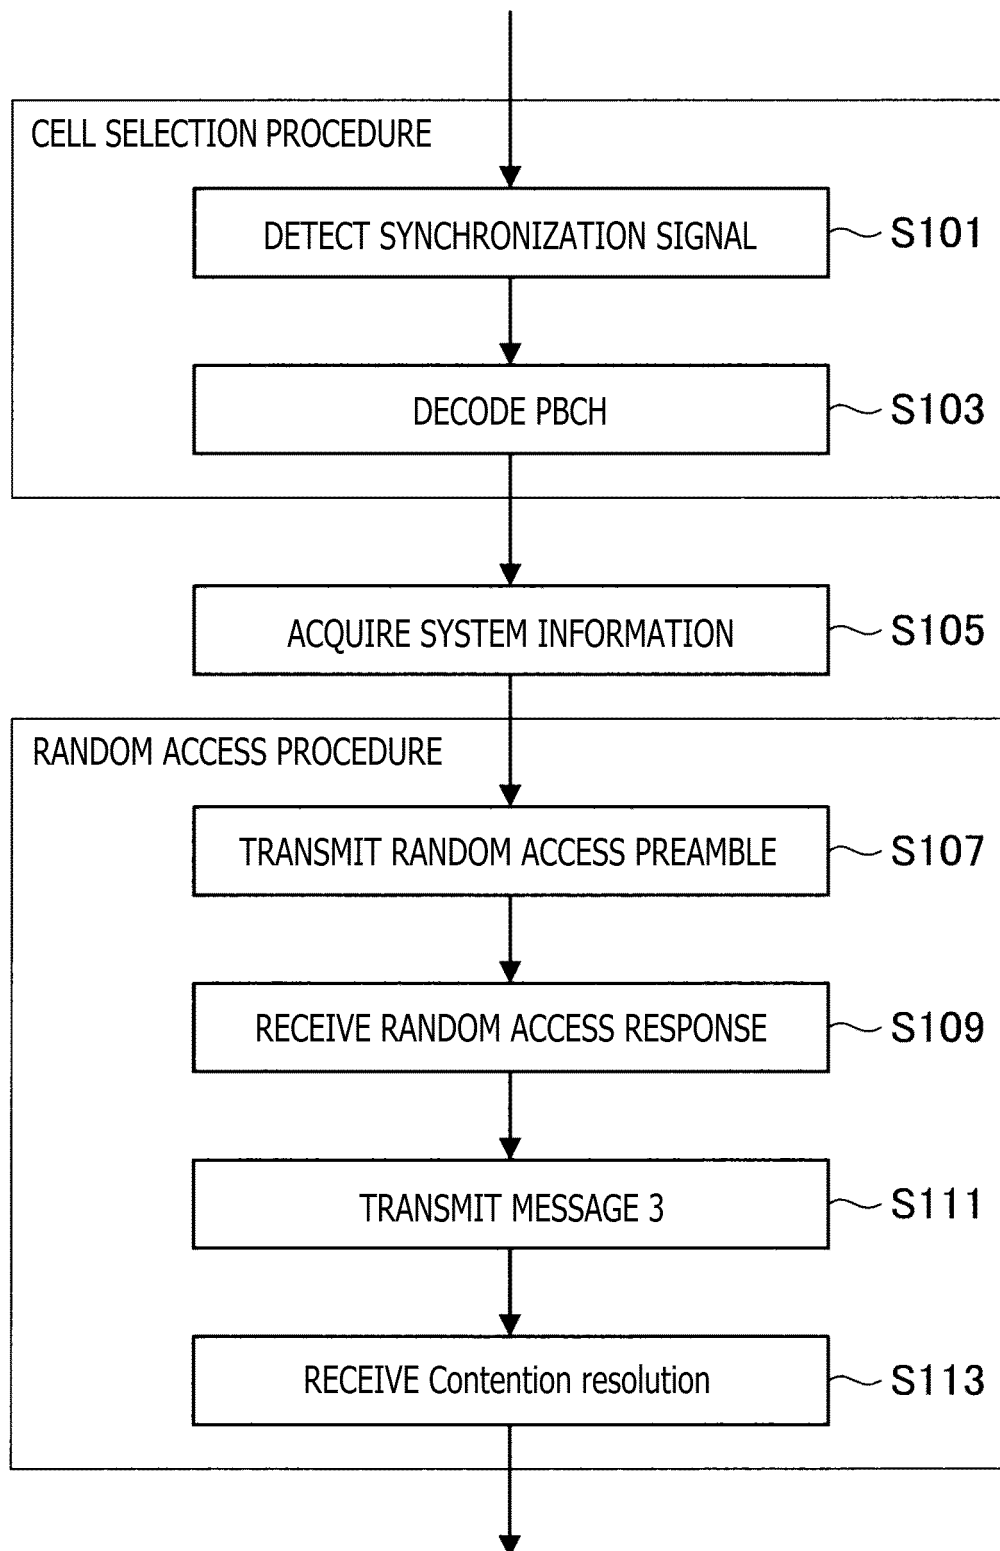 CELL SELECTION PROCEDURE
DETECT SYNCHRONIZATION SIGNAL
S101
DECODE PBCH
S103
ACQUIRE SYSTEM INFORMATION
S105
RANDOM ACCESS PROCEDURE
TRANSMIT RANDOM ACCESS PREAMBLE
S107
RECEIVE RANDOM ACCESS RESPONSE
S109
TRANSMIT MESSAGE 3
S111
RECEIVE Contention resolution
S113